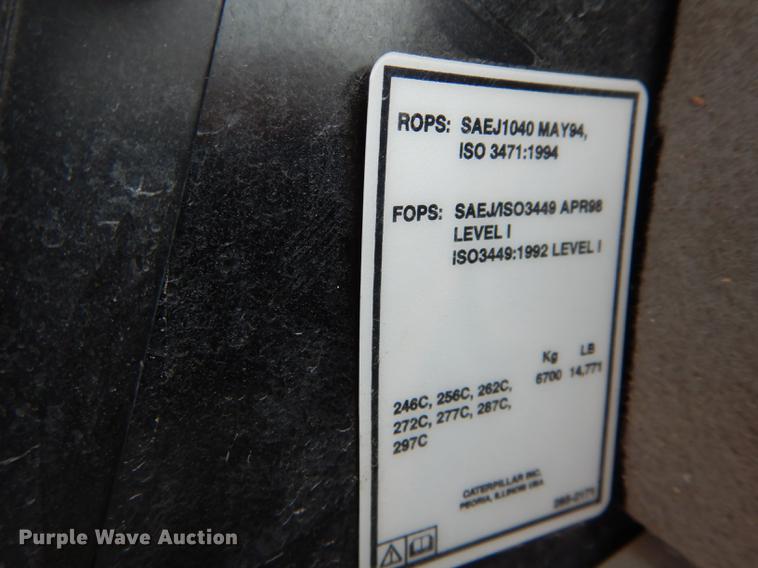 ROPS: SAEJ1040 MAY94,
ISO 3471:1994
FOPS: SAEJ/ISO3449 APR98
LEVEL I
ISO3449:1992 LEVEL I
Kg LB
246C, 256C, 262C, 6700 14,771
272C, 277C, 287C,
297C
CATERPILLAR INC.
PEORIA, ILLINOIS USA
Purple Wave Auction